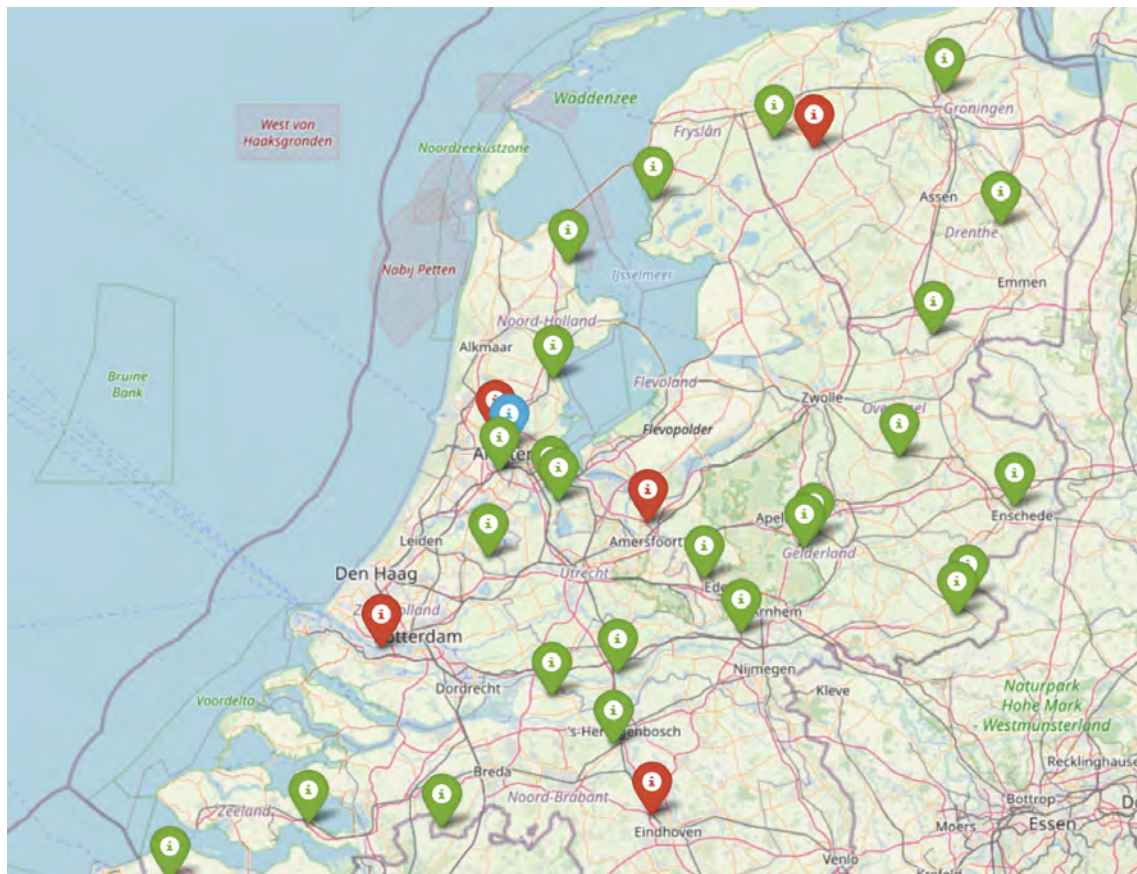 Waddenzee
West van
Haaksgronden
Groningen
Fryslân
Noordzeekustzone
Assen
Drenthe
Nabij Petten
IJsselmeer
Emmen
Noord-Holland
Alkmaar
Bruine
Bank
Flevoland
Zwolle
Flevopolder
Enschede
Leiden
Amersfoort
Gelderland
Den Haag
Utrecht
Nijmegen
Dordrecht
Kleve
Naturpark
Hohe Mark
- Westmünsterland
Voordelta
Recklinghause
Breda
Noord-Brabant
Zeeland
Bottrop
Eindhoven
Moers
Essen
Venlo